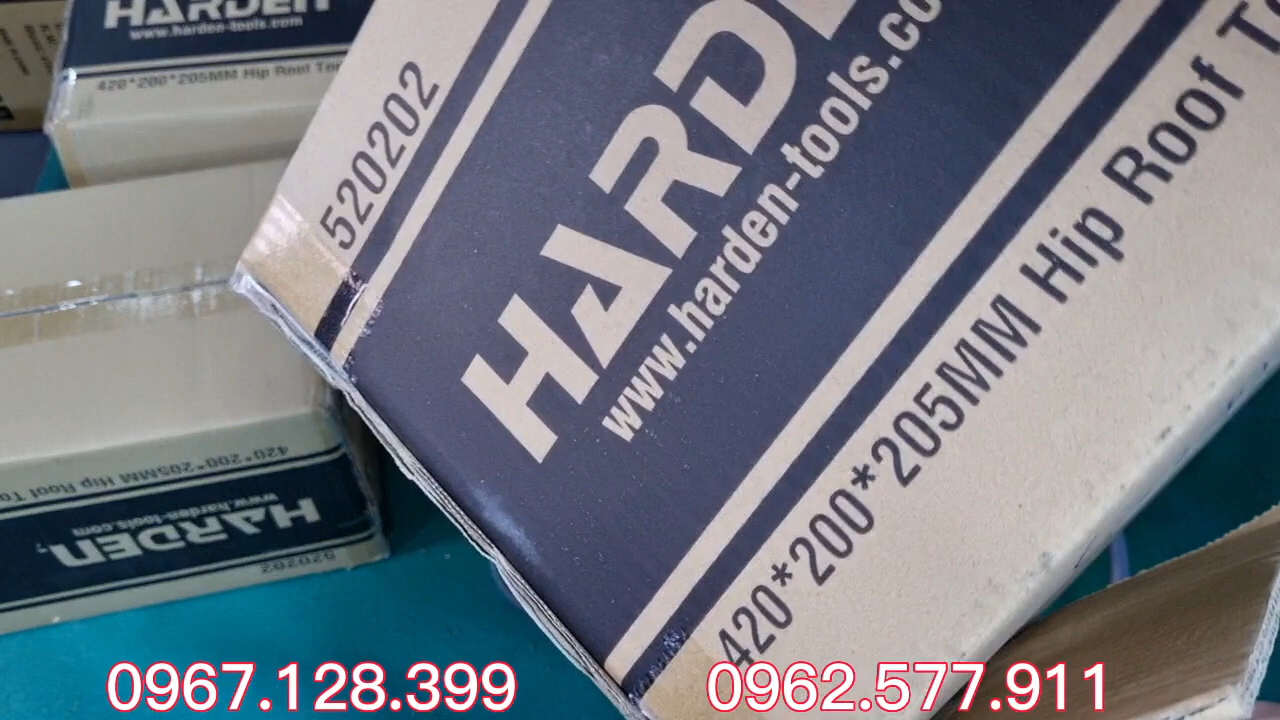 HARDEN
www.harden-tools.com
420*200*205MM Hip Roof Too
520202
HARDE
www.harden-tools.co
420*200*205MM Hip Roof To
420*200*205MM Hip Roof To
www.harden-tools.com
HARDEN
520202
0967.128.399
0962.577.911